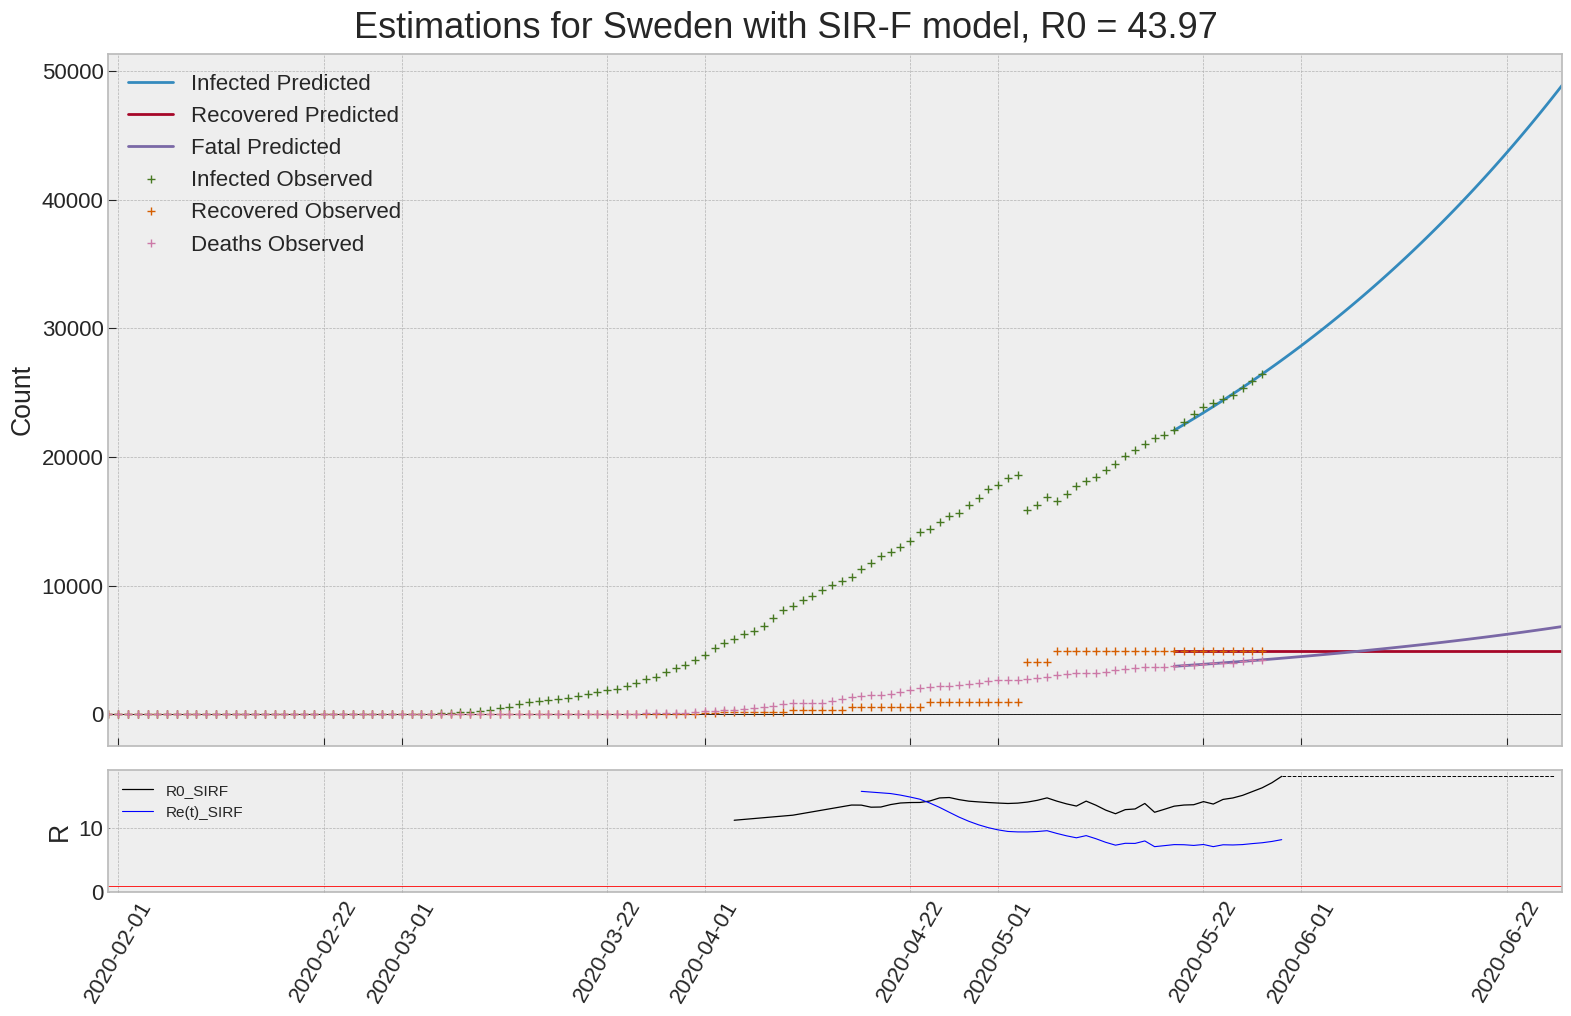 Estimations for Sweden with SIR-F model, R0 = 43.97
50000
40000
30000
20000
10000
0
Count
Infected Predicted
Recovered Predicted
Fatal Predicted
Infected Observed
Recovered Observed
Deaths Observed
R0_SIRF
Re(t)_SIRF
R
10
0
2020-02-01
2020-02-22
2020-03-01
2020-03-22
2020-04-01
2020-04-22
2020-05-01
2020-05-22
2020-06-01
2020-06-22